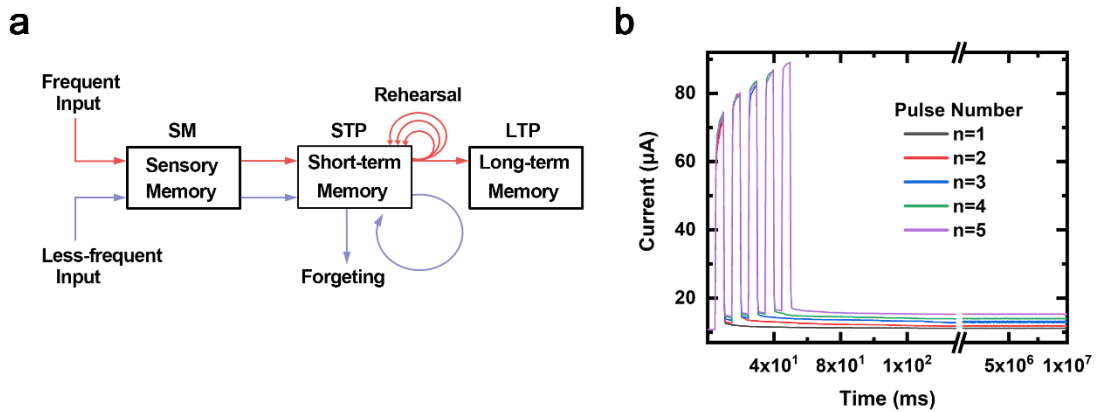 a
Frequent
Input
SM
Sensory
Memory
Less-frequent
Input
STP
Short-term
Memory
Rehearsal
Forgeting
LTP
Long-term
Memory
b
Current (µA)
80
60
40
20
Pulse Number
n=1
n=2
n=3
n=4
n=5
4x10¹ 8x10¹ 1x10² 5x10⁶ 1x10⁷
Time (ms)